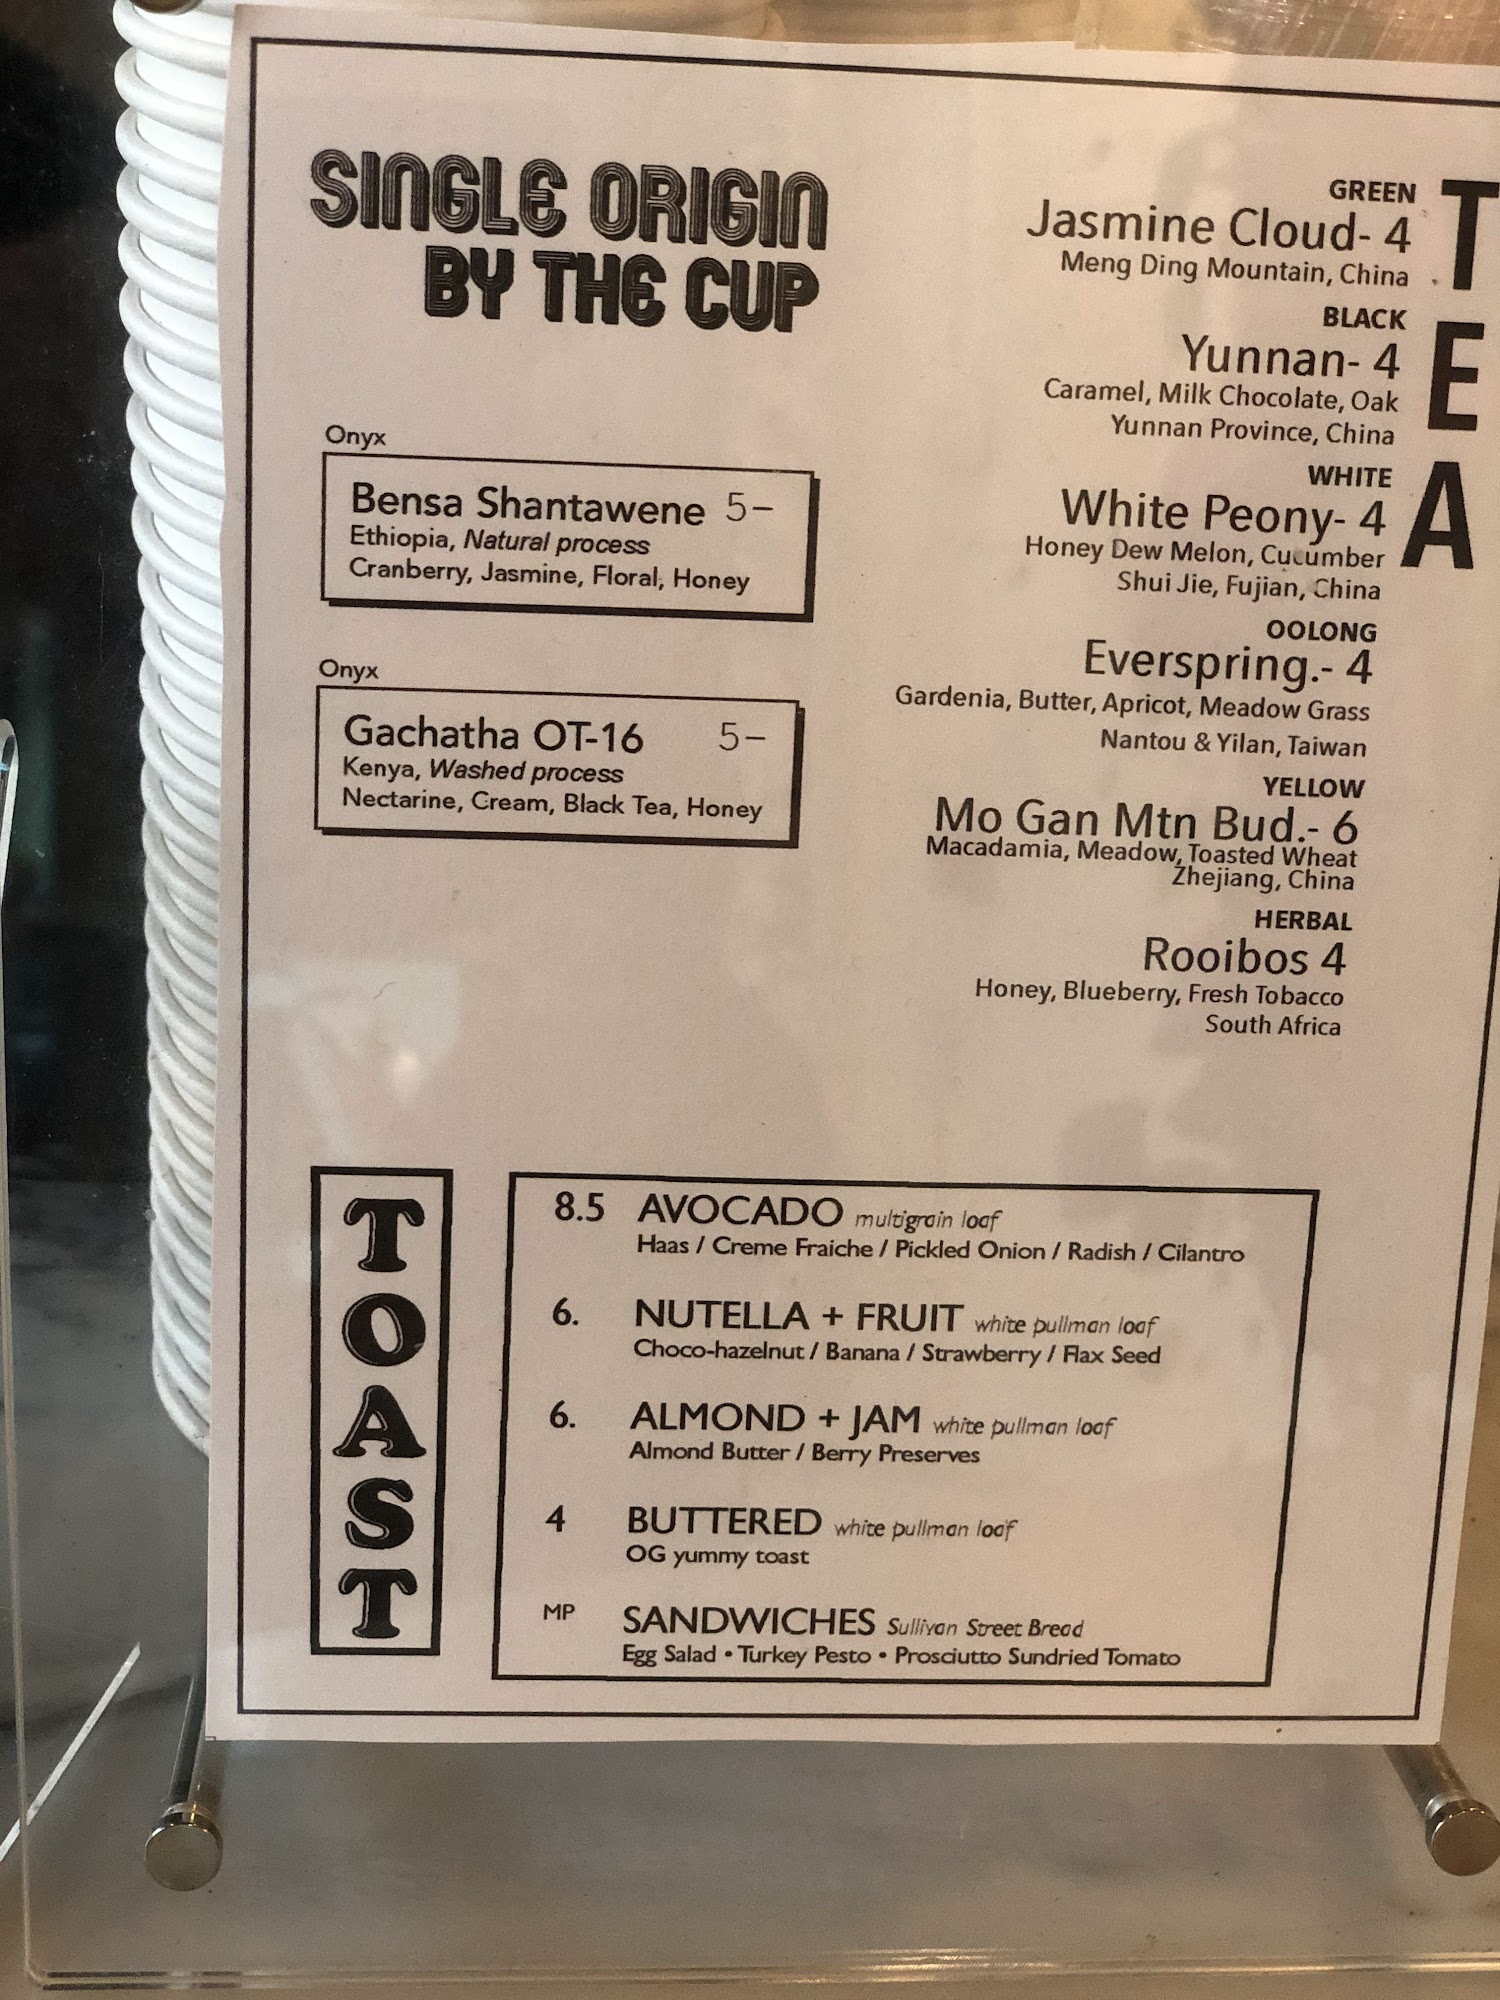 SINGLE ORIGIN
BY THE CUP
Onyx
Bensa Shantawene 5-
Ethiopia, Natural process
Cranberry, Jasmine, Floral, Honey
Onyx
Gachatha OT-16 5-
Kenya, Washed process
Nectarine, Cream, Black Tea, Honey
TEA
GREEN
Jasmine Cloud- 4
Meng Ding Mountain, China
BLACK
Yunnan- 4
Caramel, Milk Chocolate, Oak
Yunnan Province, China
WHITE
White Peony- 4
Honey Dew Melon, Cucumber
Shui Jie, Fujian, China
OOLONG
Everspring.- 4
Gardenia, Butter, Apricot, Meadow Grass
Nantou & Yilan, Taiwan
YELLOW
Mo Gan Mtn Bud.- 6
Macadamia, Meadow, Toasted Wheat
Zhejiang, China
HERBAL
Rooibos 4
Honey, Blueberry, Fresh Tobacco
South Africa
TOAST
8.5 AVOCADO multigrain loaf
Haas / Creme Fraiche / Pickled Onion / Radish / Cilantro
6. NUTELLA + FRUIT white pullman loaf
Choco-hazelnut / Banana / Strawberry / Flax Seed
6. ALMOND + JAM white pullman loaf
Almond Butter / Berry Preserves
4 BUTTERED white pullman loaf
OG yummy toast
MP SANDWICHES Sullivan Street Bread
Egg Salad • Turkey Pesto • Prosciutto Sundried Tomato